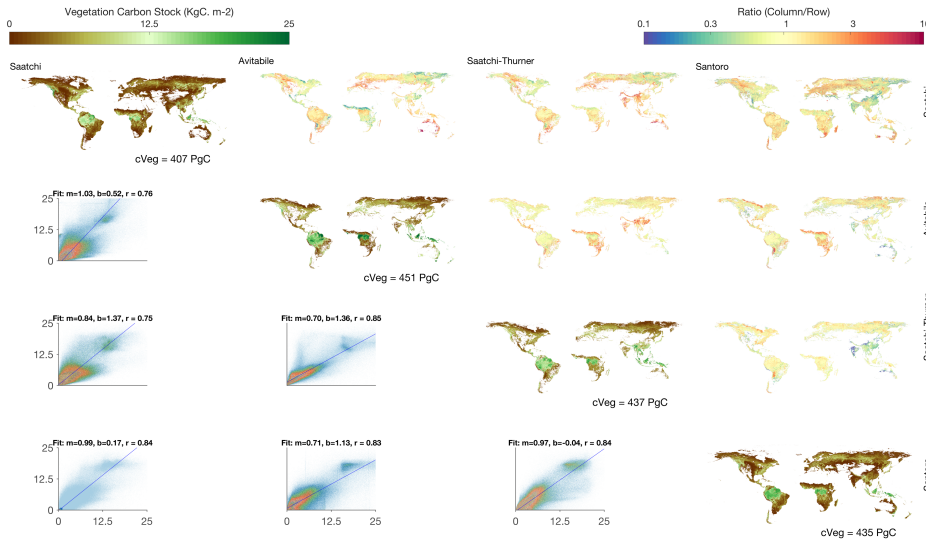 Vegetation Carbon Stock (KgC. m-2)
0 12.5 25
Ratio (Column/Row)
0.1 0.3 1 3
Saatchi
Avitabile
Saatchi-Thurner
Santoro
cVeg = 407 PgC
Fit: m=1.03, b=0.52, r = 0.76
25
12.5
0
cVeg = 451 PgC
Fit: m=0.84, b=1.37, r = 0.75
25
12.5
0
Fit: m=0.70, b=1.36, r = 0.85
cVeg = 437 PgC
Fit: m=0.99, b=0.17, r = 0.84
25
12.5
0
0 12.5 25
Fit: m=0.71, b=1.13, r = 0.83
0 12.5 25
Fit: m=0.97, b=-0.04, r = 0.84
0 12.5 25
cVeg = 435 PgC